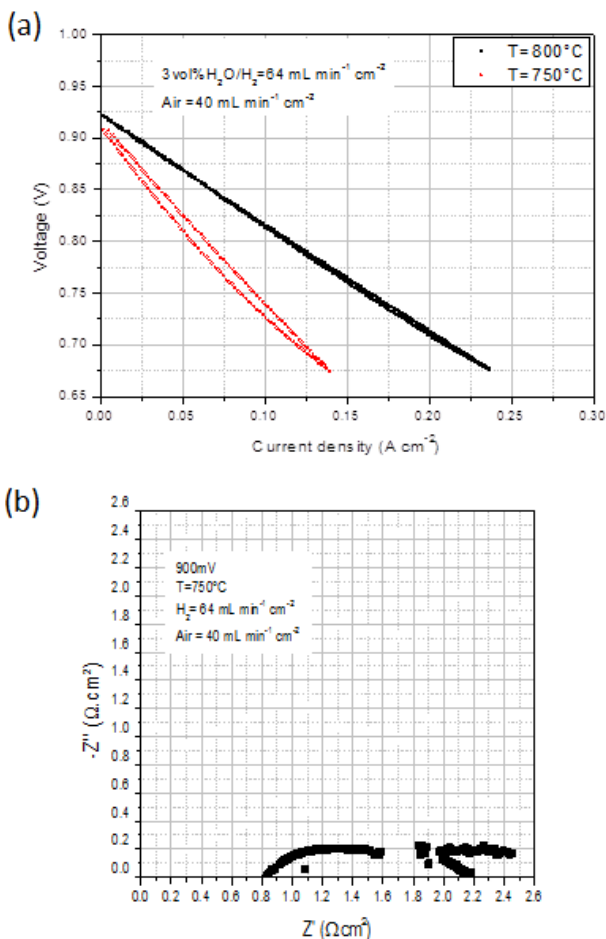 (a)
1.00
0.95
0.90
0.85
0.80
0.75
0.70
0.65
Voltage (V)
3 vol% H₂O/H₂=64 mL min⁻¹ cm⁻²
Air = 40 mL min⁻¹ cm⁻²
T=800°C
T=750°C
0.00 0.05 0.10 0.15 0.20 0.25 0.30
Current density (A cm⁻²)
(b)
2.6
2.4
2.2
2.0
1.8
1.6
1.4
1.2
1.0
0.8
0.6
0.4
0.2
0.0
-Z'' (Ω.cm²)
900mV
T=750°C
H₂= 64 mL min⁻¹ cm⁻²
Air = 40 mL min⁻¹ cm⁻²
0.0 0.2 0.4 0.6 0.8 1.0 1.2 1.4 1.6 1.8 2.0 2.2 2.4 2.6
Z' (Ωcm²)